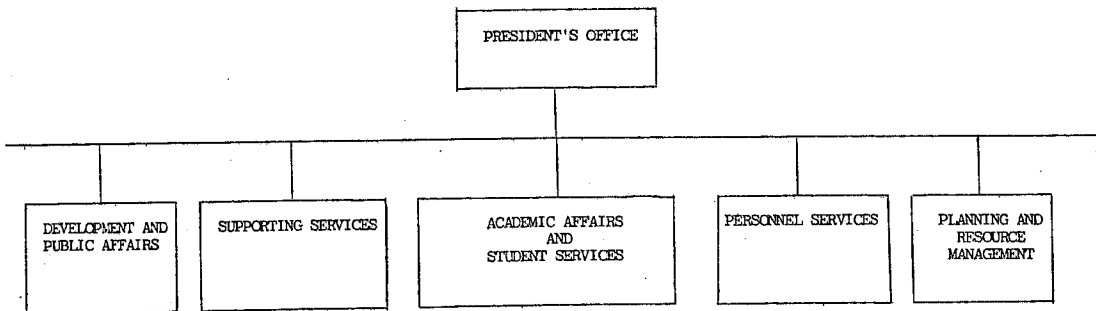 PRESIDENT'S OFFICE
DEVELOPMENT AND
PUBLIC AFFAIRS
SUPPORTING SERVICES
ACADEMIC AFFAIRS
AND
STUDENT SERVICES
PERSONNEL SERVICES
PLANNING AND
RESOURCE
MANAGEMENT